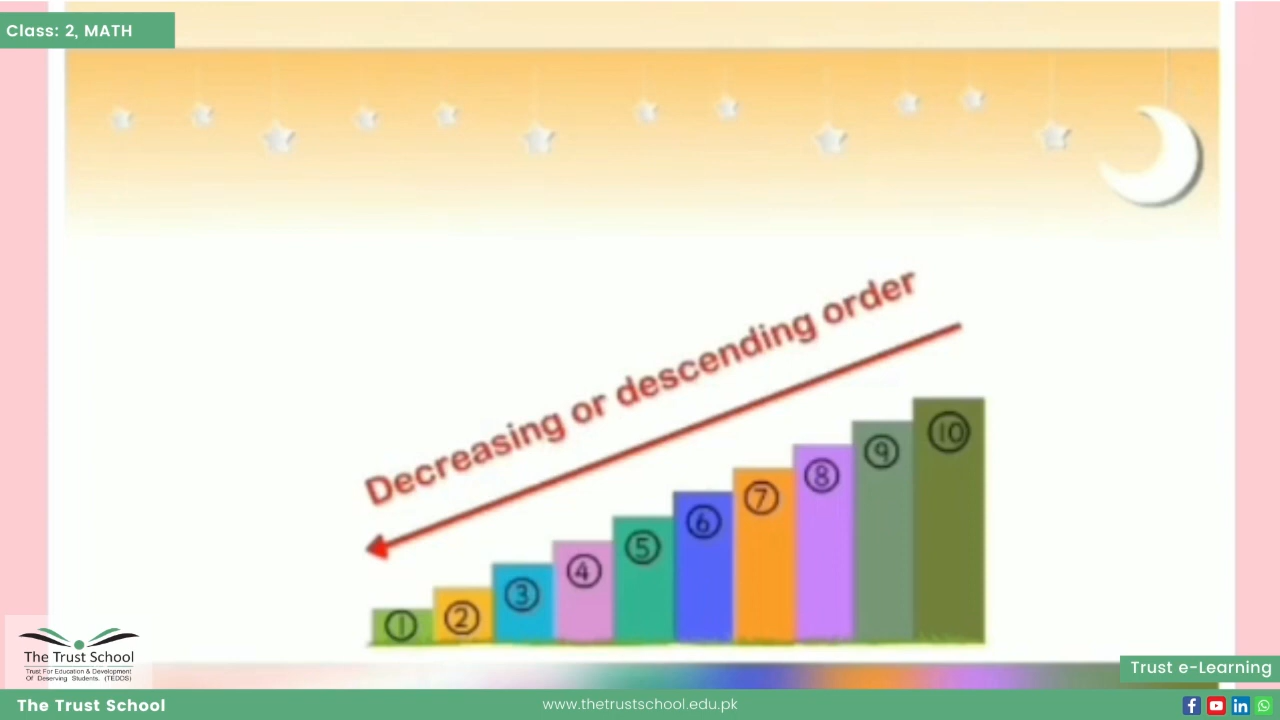 Class: 2, MATH
Decreasing or descending order
1
2
3
4
5
6
7
8
9
10
The Trust School
Trust For Education & Development
Of Deserving Students. (TEDDS)
Trust e-Learning
The Trust School
www.thetrustschool.edu.pk